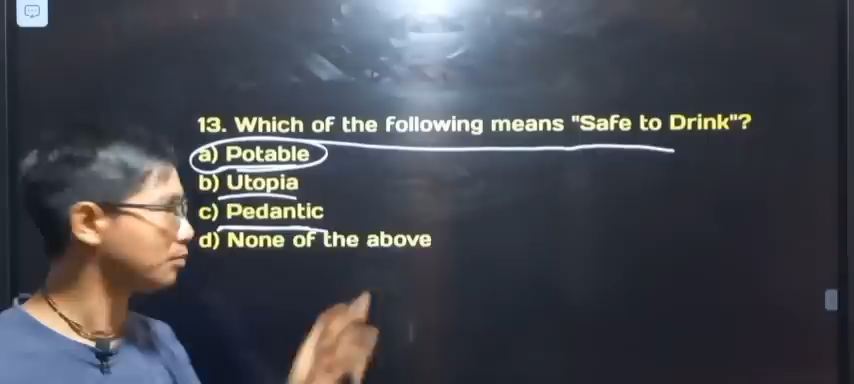 13. Which of the following means "Safe to Drink"?
a) Potable
b) Utopia
c) Pedantic
d) None of the above